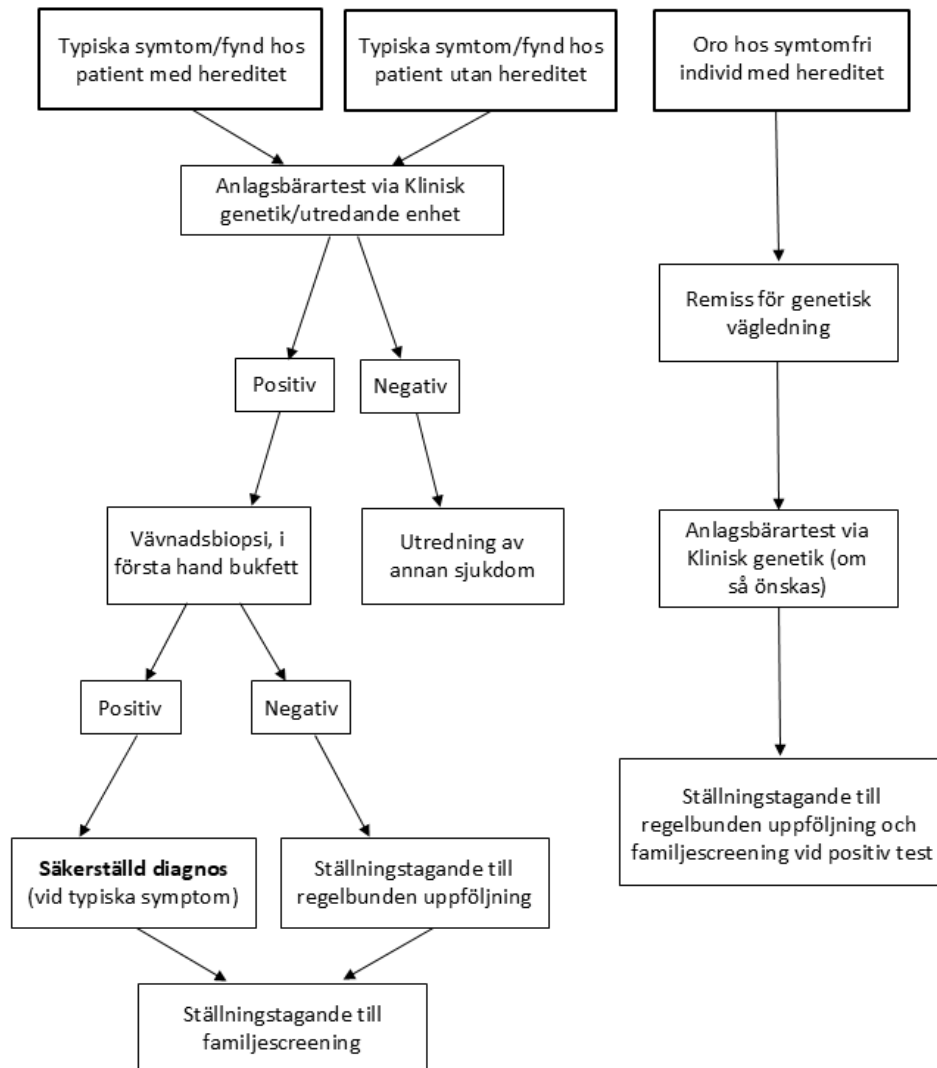 Typiska symtom/fynd hos
patient med hereditet
Typiska symtom/fynd hos
patient utan hereditet
Oro hos symtomfri
individ med hereditet
Anlagsbärartest via Klinisk
genetik/utredande enhet
Remiss för genetisk
vägledning
Positiv
Negativ
Vävnadsbiopsi, i
första hand bukfett
Utredning av
annan sjukdom
Anlagsbärartest via
Klinisk genetik (om
så önskas)
Positiv
Negativ
Säkerställd diagnos
(vid typiska symptom)
Ställningstagande till
regelbunden uppföljning
Ställningstagande till
regelbunden uppföljning och
familjescreening vid positiv test
Ställningstagande till
familjescreening